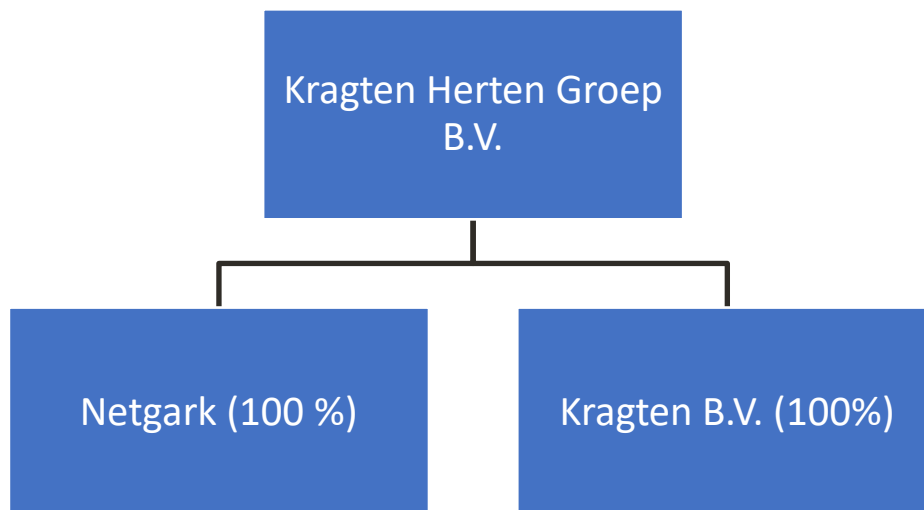 Kragten Herten Groep
B.V.
Netgark (100 %)
Kragten B.V. (100%)